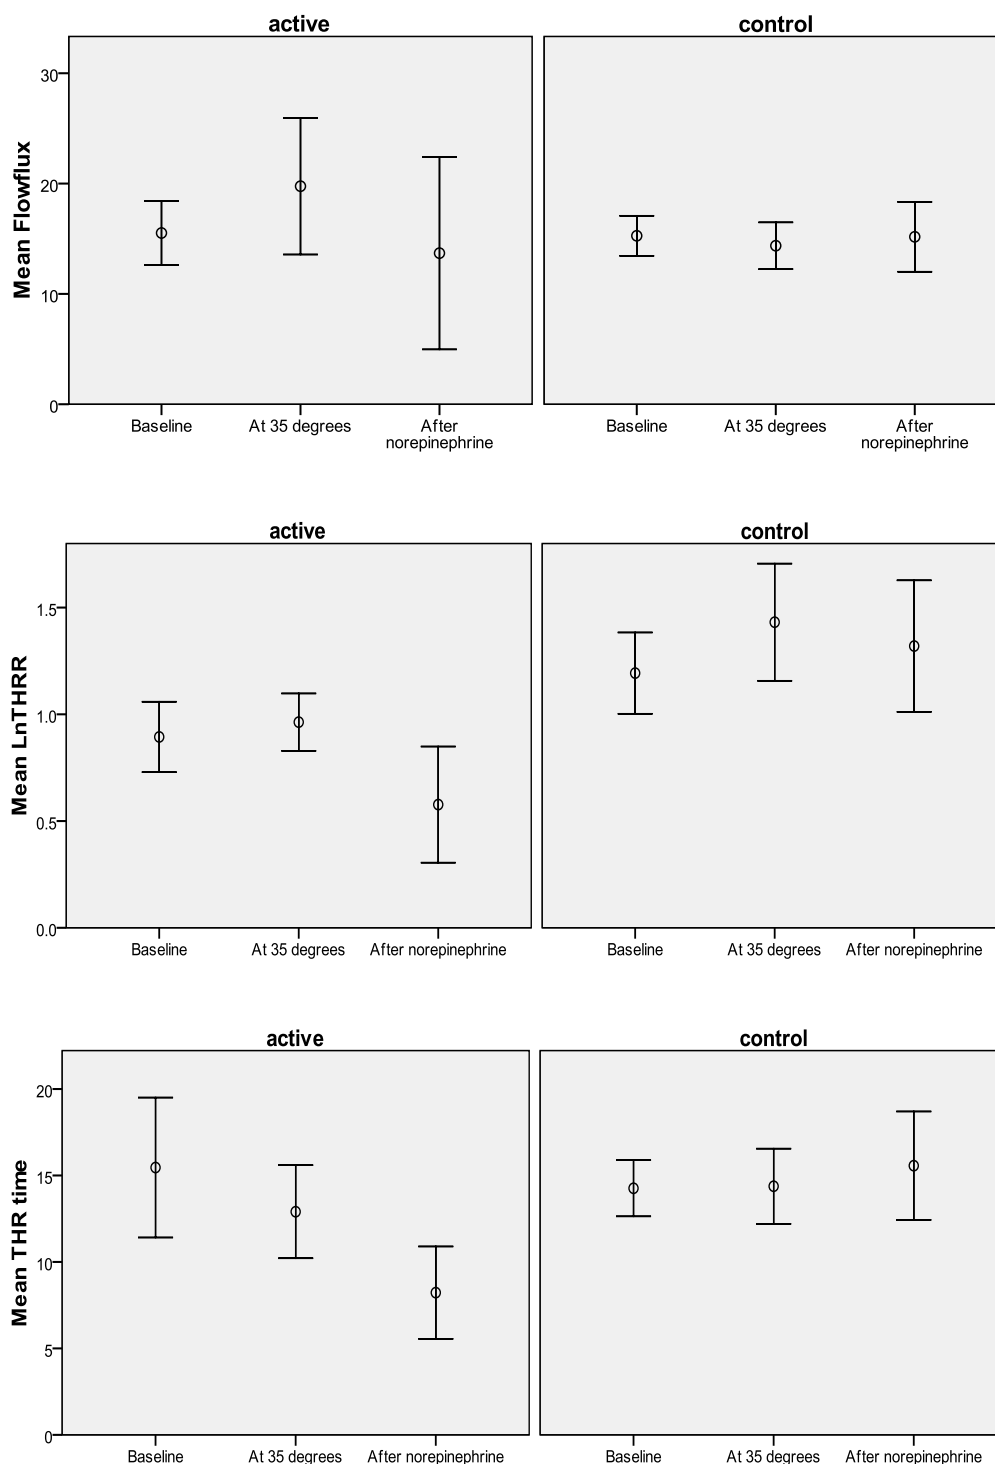 active
control
Mean Flowflux
30
20
10
0
Baseline
At 35 degrees
After
norepinephrine
Baseline
At 35 degrees
After
norepinephrine
active
control
Mean LnTHRR
1.5
1.0
0.5
0.0
Baseline
At 35 degrees
After norepinephrine
Baseline
At 35 degrees
After norepinephrine
active
control
Mean THR time
20
15
10
5
0
Baseline
At 35 degrees
After norepinephrine
Baseline
At 35 degrees
After norepinephrine